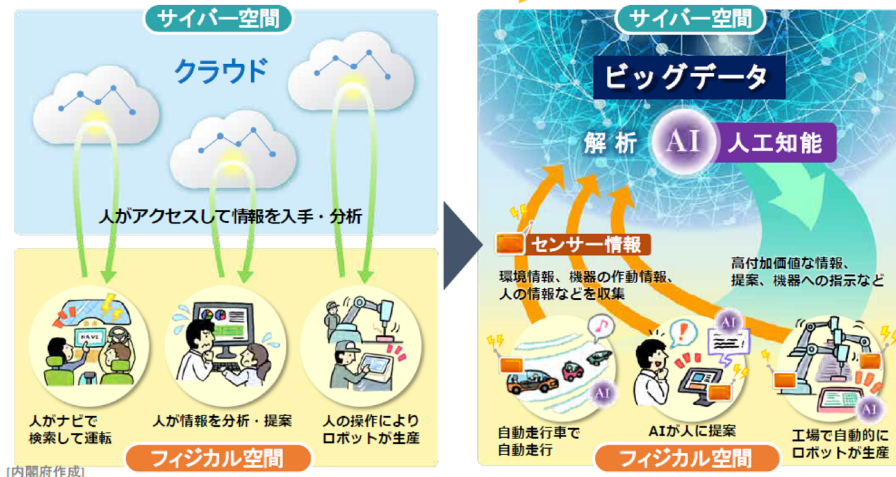 サイバー空間
クラウド
人がアクセスして情報を入手・分析
NAVI
人がナビで
検索して運転
人が情報を分析・提案
人の操作により
ロボットが生産
フィジカル空間
[内閣府作成]
サイバー空間
ビッグデータ
解析 AI 人工知能
センサー情報
環境情報、機器の作動情報、
人の情報などを収集
高付加価値な情報、
提案、機器への指示など
AI
自動走行車で
自動走行
AI
AIが人に提案
AI
工場で自動的に
ロボットが生産
フィジカル空間